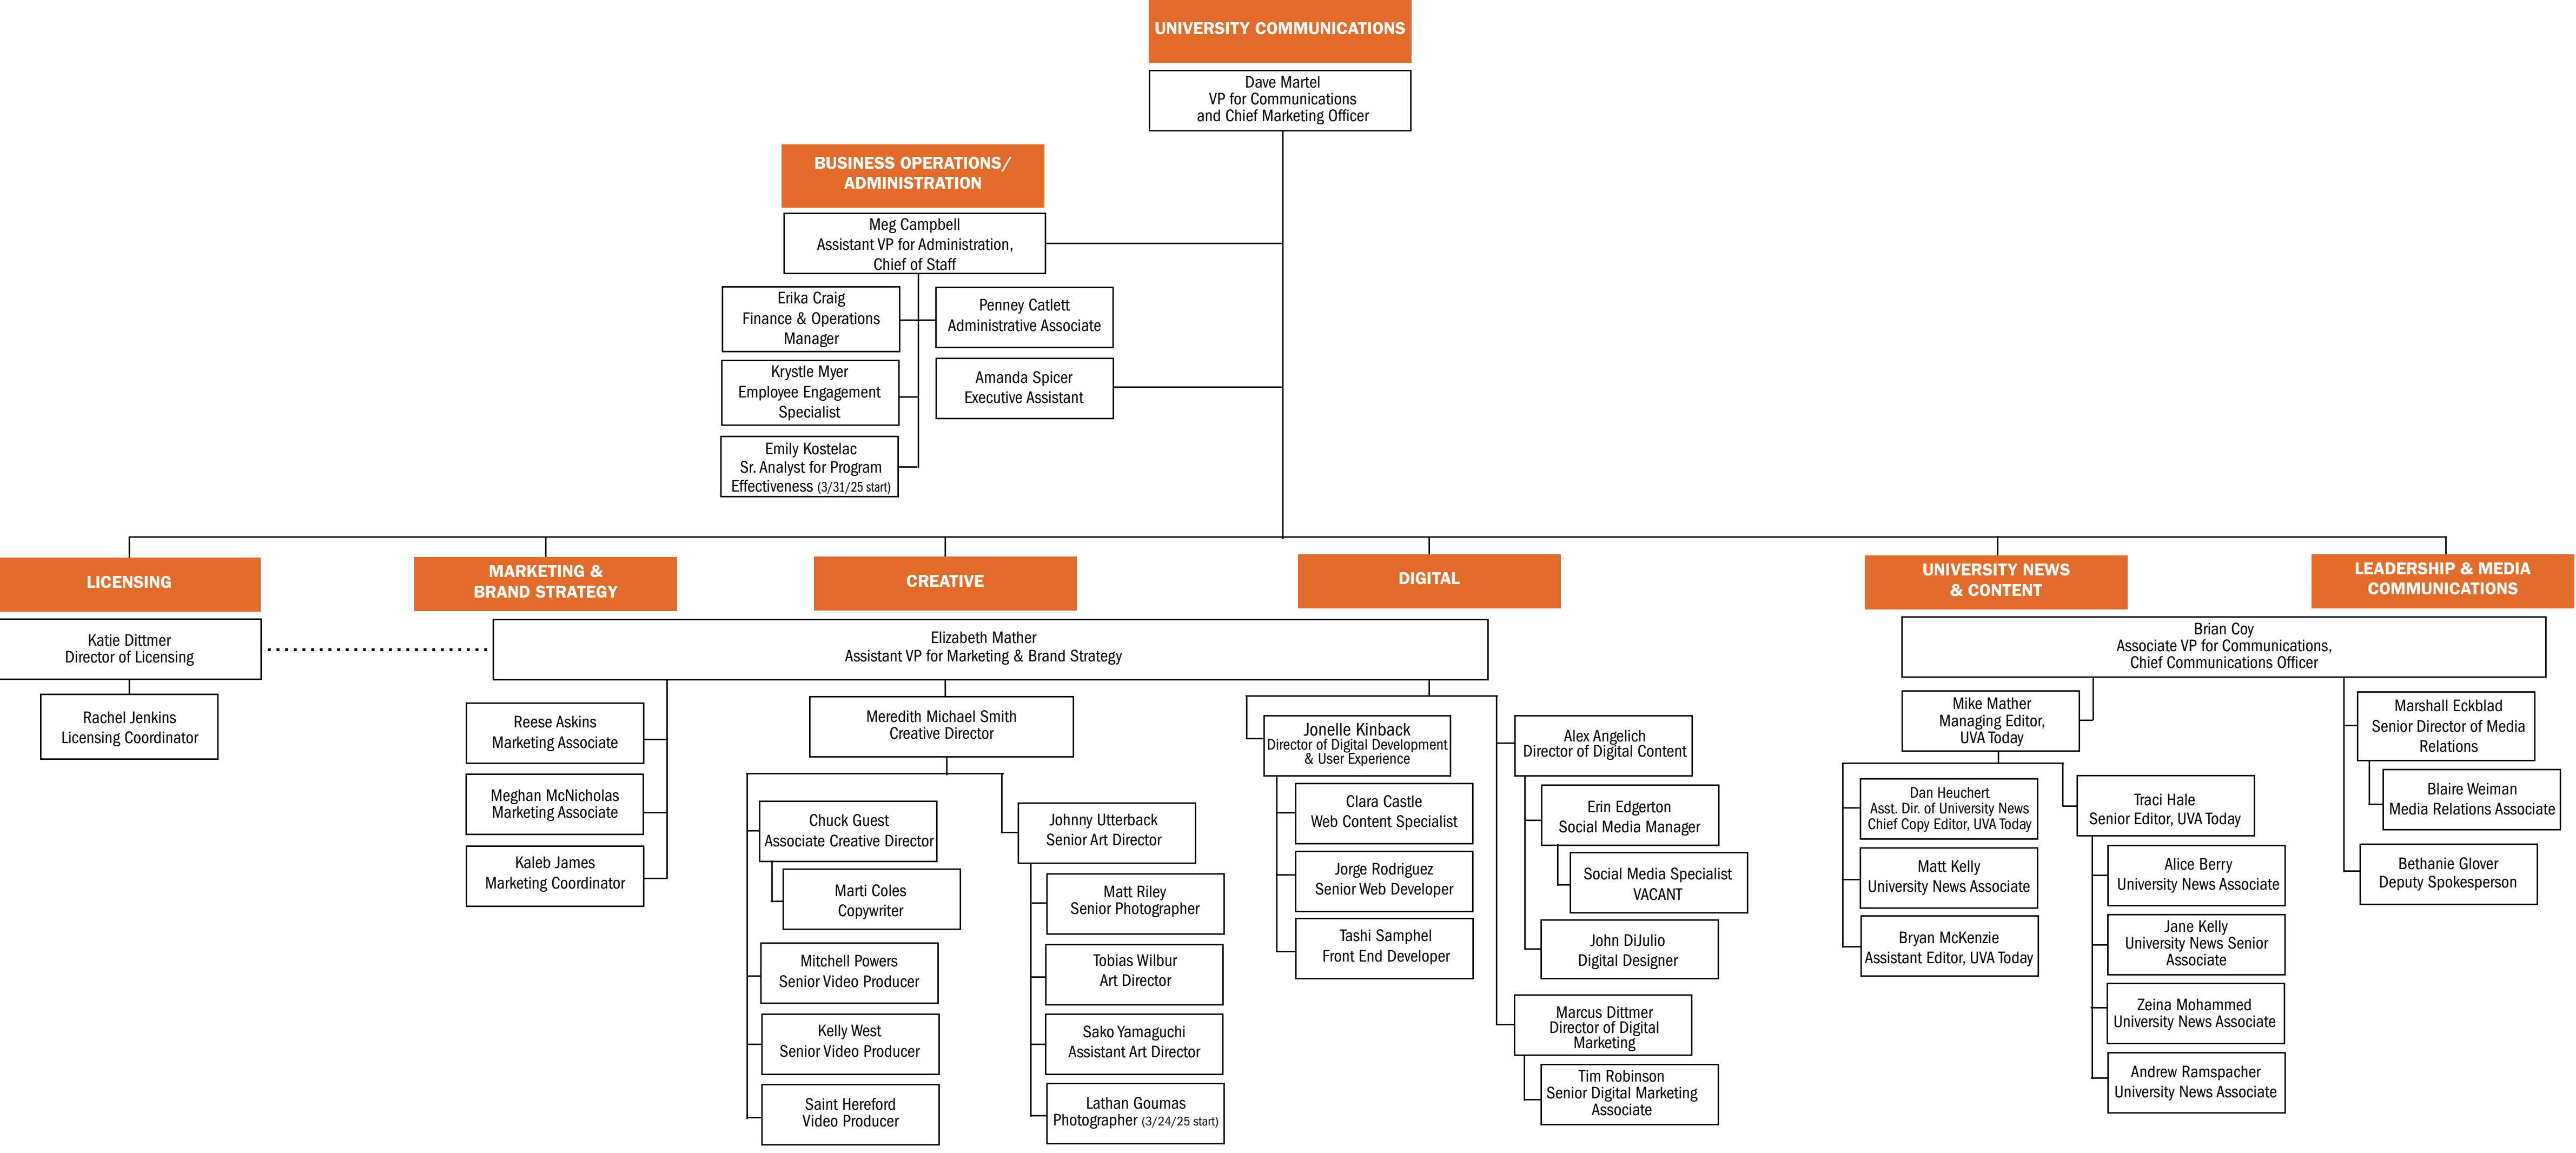 UNIVERSITY COMMUNICATIONS
Dave Martel
VP for Communications
and Chief Marketing Officer
BUSINESS OPERATIONS/
ADMINISTRATION
Meg Campbell
Assistant VP for Administration,
Chief of Staff
Erika Craig
Finance & Operations
Manager
Penney Catlett
Administrative Associate
Krystle Myer
Employee Engagement
Specialist
Amanda Spicer
Executive Assistant
Emily Kostelac
Sr. Analyst for Program
Effectiveness (3/31/25 start)
LICENSING
Katie Dittmer
Director of Licensing
Rachel Jenkins
Licensing Coordinator
MARKETING &
BRAND STRATEGY
CREATIVE
DIGITAL
Elizabeth Mather
Assistant VP for Marketing & Brand Strategy
Reese Askins
Marketing Associate
Meghan McNicholas
Marketing Associate
Kaleb James
Marketing Coordinator
Meredith Michael Smith
Creative Director
Chuck Guest
Associate Creative Director
Marti Coles
Copywriter
Mitchell Powers
Senior Video Producer
Kelly West
Senior Video Producer
Saint Hereford
Video Producer
Johnny Utterback
Senior Art Director
Matt Riley
Senior Photographer
Tobias Wilbur
Art Director
Sako Yamaguchi
Assistant Art Director
Lathan Goumas
Photographer (3/24/25 start)
Jonelle Kinback
Director of Digital Development
& User Experience
Clara Castle
Web Content Specialist
Jorge Rodriguez
Senior Web Developer
Tashi Samphel
Front End Developer
Alex Angelich
Director of Digital Content
Erin Edgerton
Social Media Manager
Social Media Specialist
VACANT
John DiJulio
Digital Designer
Marcus Dittmer
Director of Digital
Marketing
Tim Robinson
Senior Digital Marketing
Associate
UNIVERSITY NEWS
& CONTENT
LEADERSHIP & MEDIA
COMMUNICATIONS
Brian Coy
Associate VP for Communications,
Chief Communications Officer
Mike Mather
Managing Editor,
UVA Today
Dan Heuchert
Asst. Dir. of University News
Chief Copy Editor, UVA Today
Matt Kelly
University News Associate
Bryan McKenzie
Assistant Editor, UVA Today
Traci Hale
Senior Editor, UVA Today
Alice Berry
University News Associate
Jane Kelly
University News Senior
Associate
Zeina Mohammed
University News Associate
Andrew Ramspacher
University News Associate
Marshall Eckblad
Senior Director of Media
Relations
Blaire Weiman
Media Relations Associate
Bethanie Glover
Deputy Spokesperson